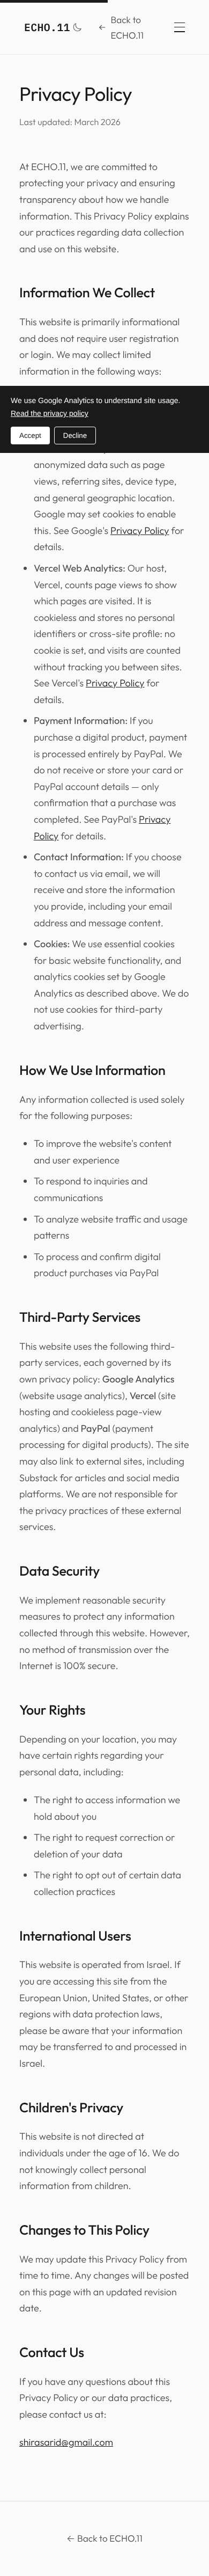 ECHO.11
← Back to
ECHO.11
Privacy Policy
Last updated: March 2026
At ECHO.11, we are committed to
protecting your privacy and ensuring
transparency about how we handle
information. This Privacy Policy explains
our practices regarding data collection
and use on this website.
Information We Collect
This website is primarily informational
and does not require user registration
or login. We may collect limited
information in the following ways:
We use Google Analytics to understand site usage.
Read the privacy policy
Accept
Decline
anonymized data such as page
views, referring sites, device type,
and general geographic location.
Google may set cookies to enable
this. See Google's Privacy Policy for
details.
• Vercel Web Analytics: Our host,
Vercel, counts page views to show
which pages are visited. It is
cookieless and stores no personal
identifiers or cross-site profile: no
cookie is set, and visits are counted
without tracking you between sites.
See Vercel's Privacy Policy for
details.
• Payment Information: If you
purchase a digital product, payment
is processed entirely by PayPal. We
do not receive or store your card or
PayPal account details — only
confirmation that a purchase was
completed. See PayPal's Privacy
Policy for details.
• Contact Information: If you choose
to contact us via email, we will
receive and store the information
you provide, including your email
address and message content.
• Cookies: We use essential cookies
for basic website functionality, and
analytics cookies set by Google
Analytics as described above. We do
not use cookies for third-party
advertising.
How We Use Information
Any information collected is used solely
for the following purposes:
• To improve the website's content
and user experience
• To respond to inquiries and
communications
• To analyze website traffic and usage
patterns
• To process and confirm digital
product purchases via PayPal
Third-Party Services
This website uses the following third-
party services, each governed by its
own privacy policy: Google Analytics
(website usage analytics), Vercel (site
hosting and cookieless page-view
analytics) and PayPal (payment
processing for digital products). The site
may also link to external sites, including
Substack for articles and social media
platforms. We are not responsible for
the privacy practices of these external
services.
Data Security
We implement reasonable security
measures to protect any information
collected through this website. However,
no method of transmission over the
Internet is 100% secure.
Your Rights
Depending on your location, you may
have certain rights regarding your
personal data, including:
• The right to access information we
hold about you
• The right to request correction or
deletion of your data
• The right to opt out of certain data
collection practices
International Users
This website is operated from Israel. If
you are accessing this site from the
European Union, United States, or other
regions with data protection laws,
please be aware that your information
may be transferred to and processed in
Israel.
Children's Privacy
This website is not directed at
individuals under the age of 16. We do
not knowingly collect personal
information from children.
Changes to This Policy
We may update this Privacy Policy from
time to time. Any changes will be posted
on this page with an updated revision
date.
Contact Us
If you have any questions about this
Privacy Policy or our data practices,
please contact us at:
shirasarid@gmail.com
← Back to ECHO.11